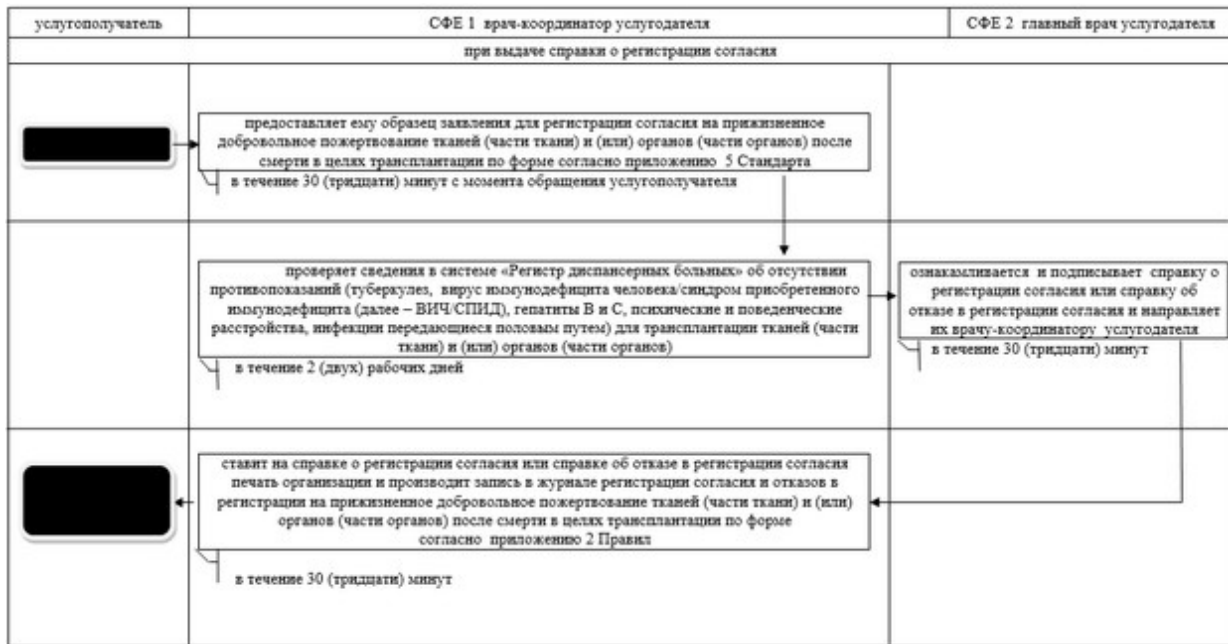 услугополучатель
СФЕ 1 врач-координатор услугодателя
СФЕ 2 главный врач услугодателя
при выдаче справки о регистрации согласия
предоставляет ему образец заявления для регистрации согласия на прижизненное
добровольное пожертвование тканей (части ткани) и (или) органов (части органов) после
смерти в целях трансплантации по форме согласно приложению 5 Стандарта
в течение 30 (тридцати) минут с момента обращения услугополучателя
проверяет сведения в системе «Регистр диспансерных больных» об отсутствии
противопоказаний (туберкулез, вирус иммунодефицита человека/синдром приобретенного
иммунодефицита (далее – ВИЧ/СПИД), гепатиты В и С, психические и поведенческие
расстройства, инфекции передающиеся половым путем) для трансплантации тканей (части
ткани) и (или) органов (части органов)
в течение 2 (двух) рабочих дней
ознакамливается и подписывает справку о
регистрации согласия или справку об
отказе в регистрации согласия и направляет
их врачу-координатору услугодателя
в течение 30 (тридцати) минут
ставит на справке о регистрации согласия или справке об отказе в регистрации согласия
печать организации и производит запись в журнале регистрации согласия и отказов в
регистрации на прижизненное добровольное пожертвование тканей (части ткани) и (или)
органов (части органов) после смерти в целях трансплантации по форме
согласно приложению 2 Правил
в течение 30 (тридцати) минут